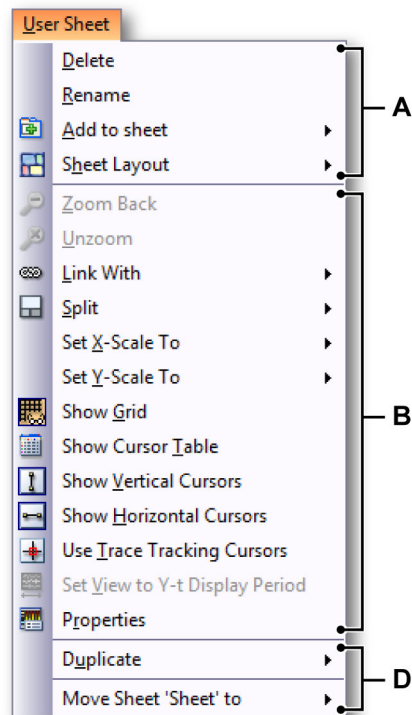 User Sheet
Delete
Rename
Add to sheet
Sheet Layout
A
Zoom Back
Unzoom
Link With
Split
Set X-Scale To
Set Y-Scale To
Show Grid
Show Cursor Table
Show Vertical Cursors
Show Horizontal Cursors
Use Trace Tracking Cursors
Set View to Y-t Display Period
Properties
B
Duplicate
Move Sheet 'Sheet' to
D